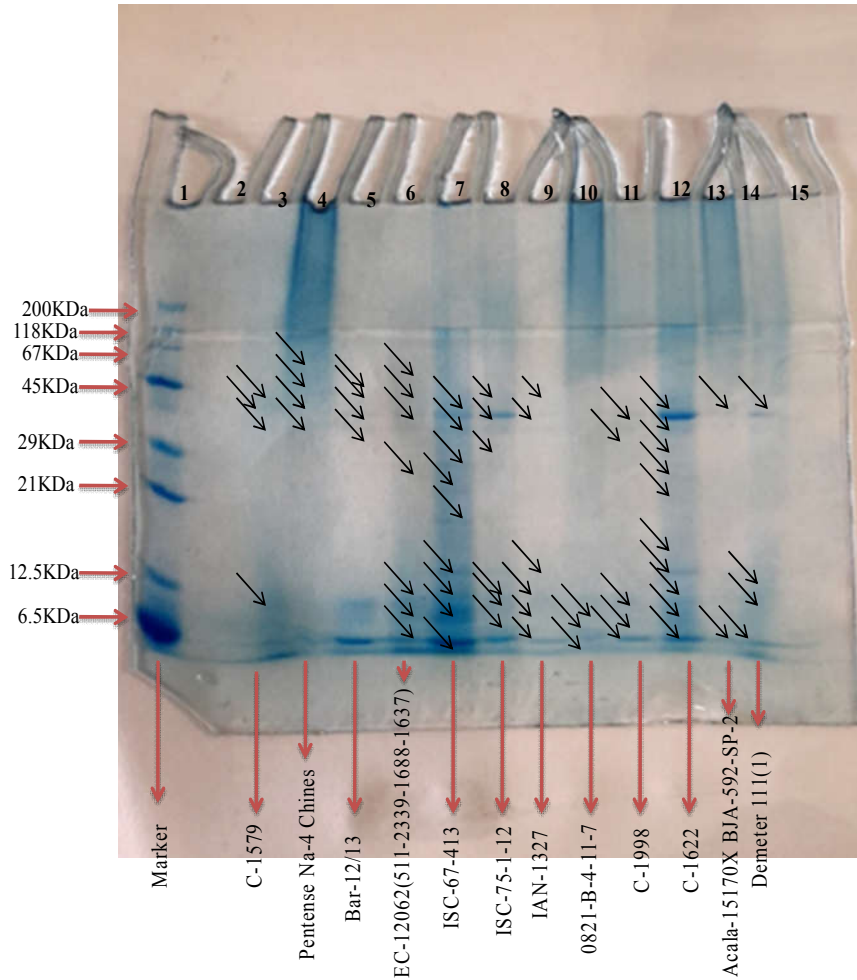 1 2 3 4 5 6 7 8 9 10 11 12 13 14 15
200KDa
118KDa
67KDa
45KDa
29KDa
21KDa
12.5KDa
6.5KDa
Marker
C-1579
Pentense Na-4 Chines
Bar-12/13
EC-12062(511-2339-1688-1637)
ISC-67-413
ISC-75-1-12
IAN-1327
0821-B-4-11-7
C-1998
C-1622
Acala-15170X BJA-592-SP-2
Demeter 111(1)